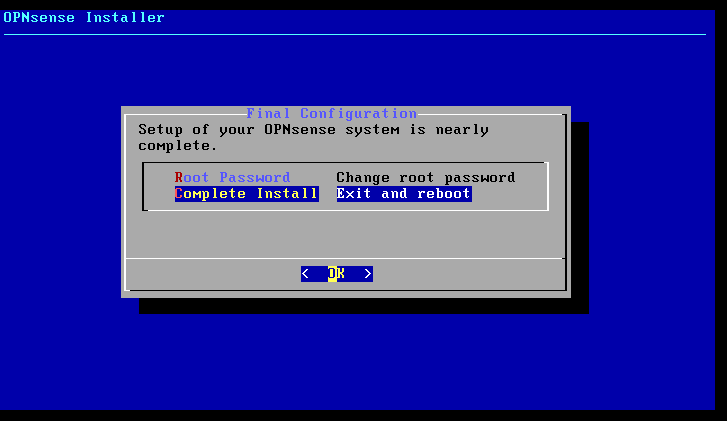 OPNsense Installer
Final Configuration
Setup of your OPNsense system is nearly
complete.
Root Password Change root password
Complete Install Exit and reboot
< OK >